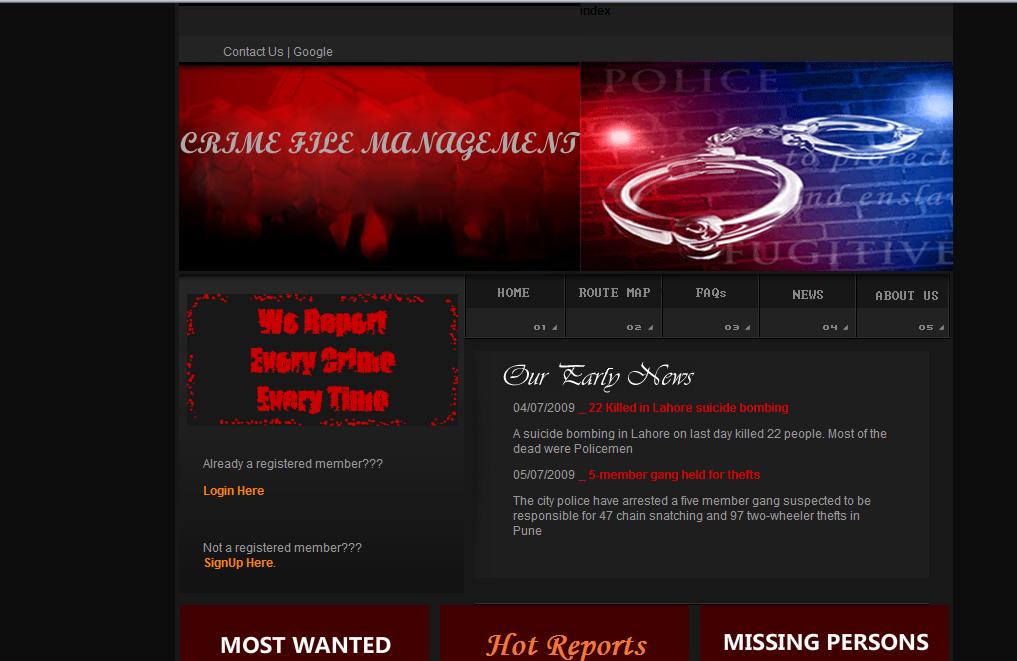 index
Contact Us | Google
CRIME FILE MANAGEMENT
POLICE
to protect
and ensla
FUGITIVE
HOME
ROUTE MAP
FAQs
NEWS
ABOUT US
01
02
03
04
05
We Report
Every Crime
Every Time
Already a registered member???
Login Here
Not a registered member???
SignUp Here.
Our Early News
04/07/2009 _ 22 Killed in Lahore suicide bombing
A suicide bombing in Lahore on last day killed 22 people. Most of the
dead were Policemen
05/07/2009 _ 5-member gang held for thefts
The city police have arrested a five member gang suspected to be
responsible for 47 chain snatching and 97 two-wheeler thefts in
Pune
MOST WANTED
Hot Reports
MISSING PERSONS